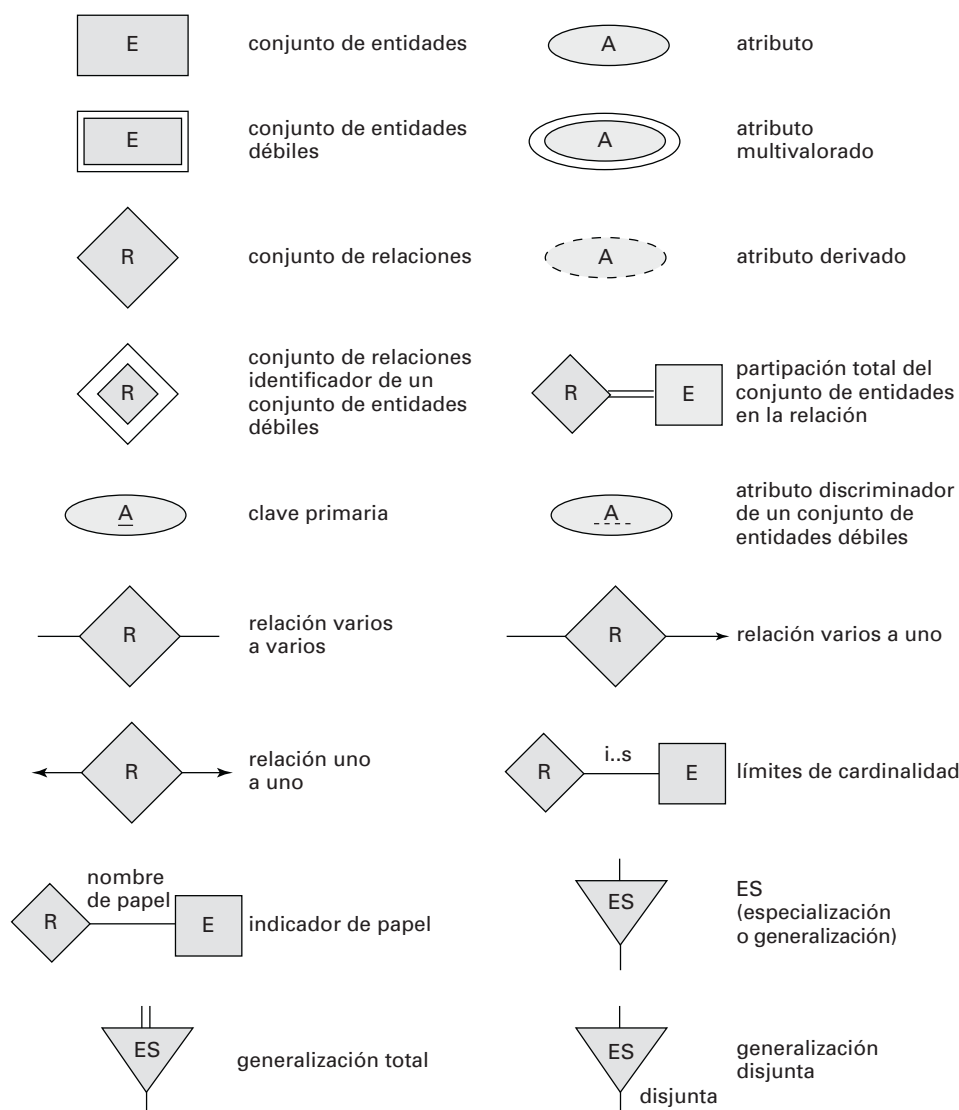 E
conjunto de entidades
A
atributo
E
conjunto de entidades
débiles
A
atributo
multivalorado
R
conjunto de relaciones
A
atributo derivado
R
conjunto de relaciones
identificador de un
conjunto de entidades
débiles
R
E
partipación total del
conjunto de entidades
en la relación
A
clave primaria
A
atributo discriminador
de un conjunto de
entidades débiles
R
relación varios
a varios
R
relación varios a uno
R
relación uno
a uno
R
i..s
E
límites de cardinalidad
R
nombre
de papel
E
indicador de papel
ES
ES
(especialización
o generalización)
ES
generalización total
ES
disjunta
generalización
disjunta